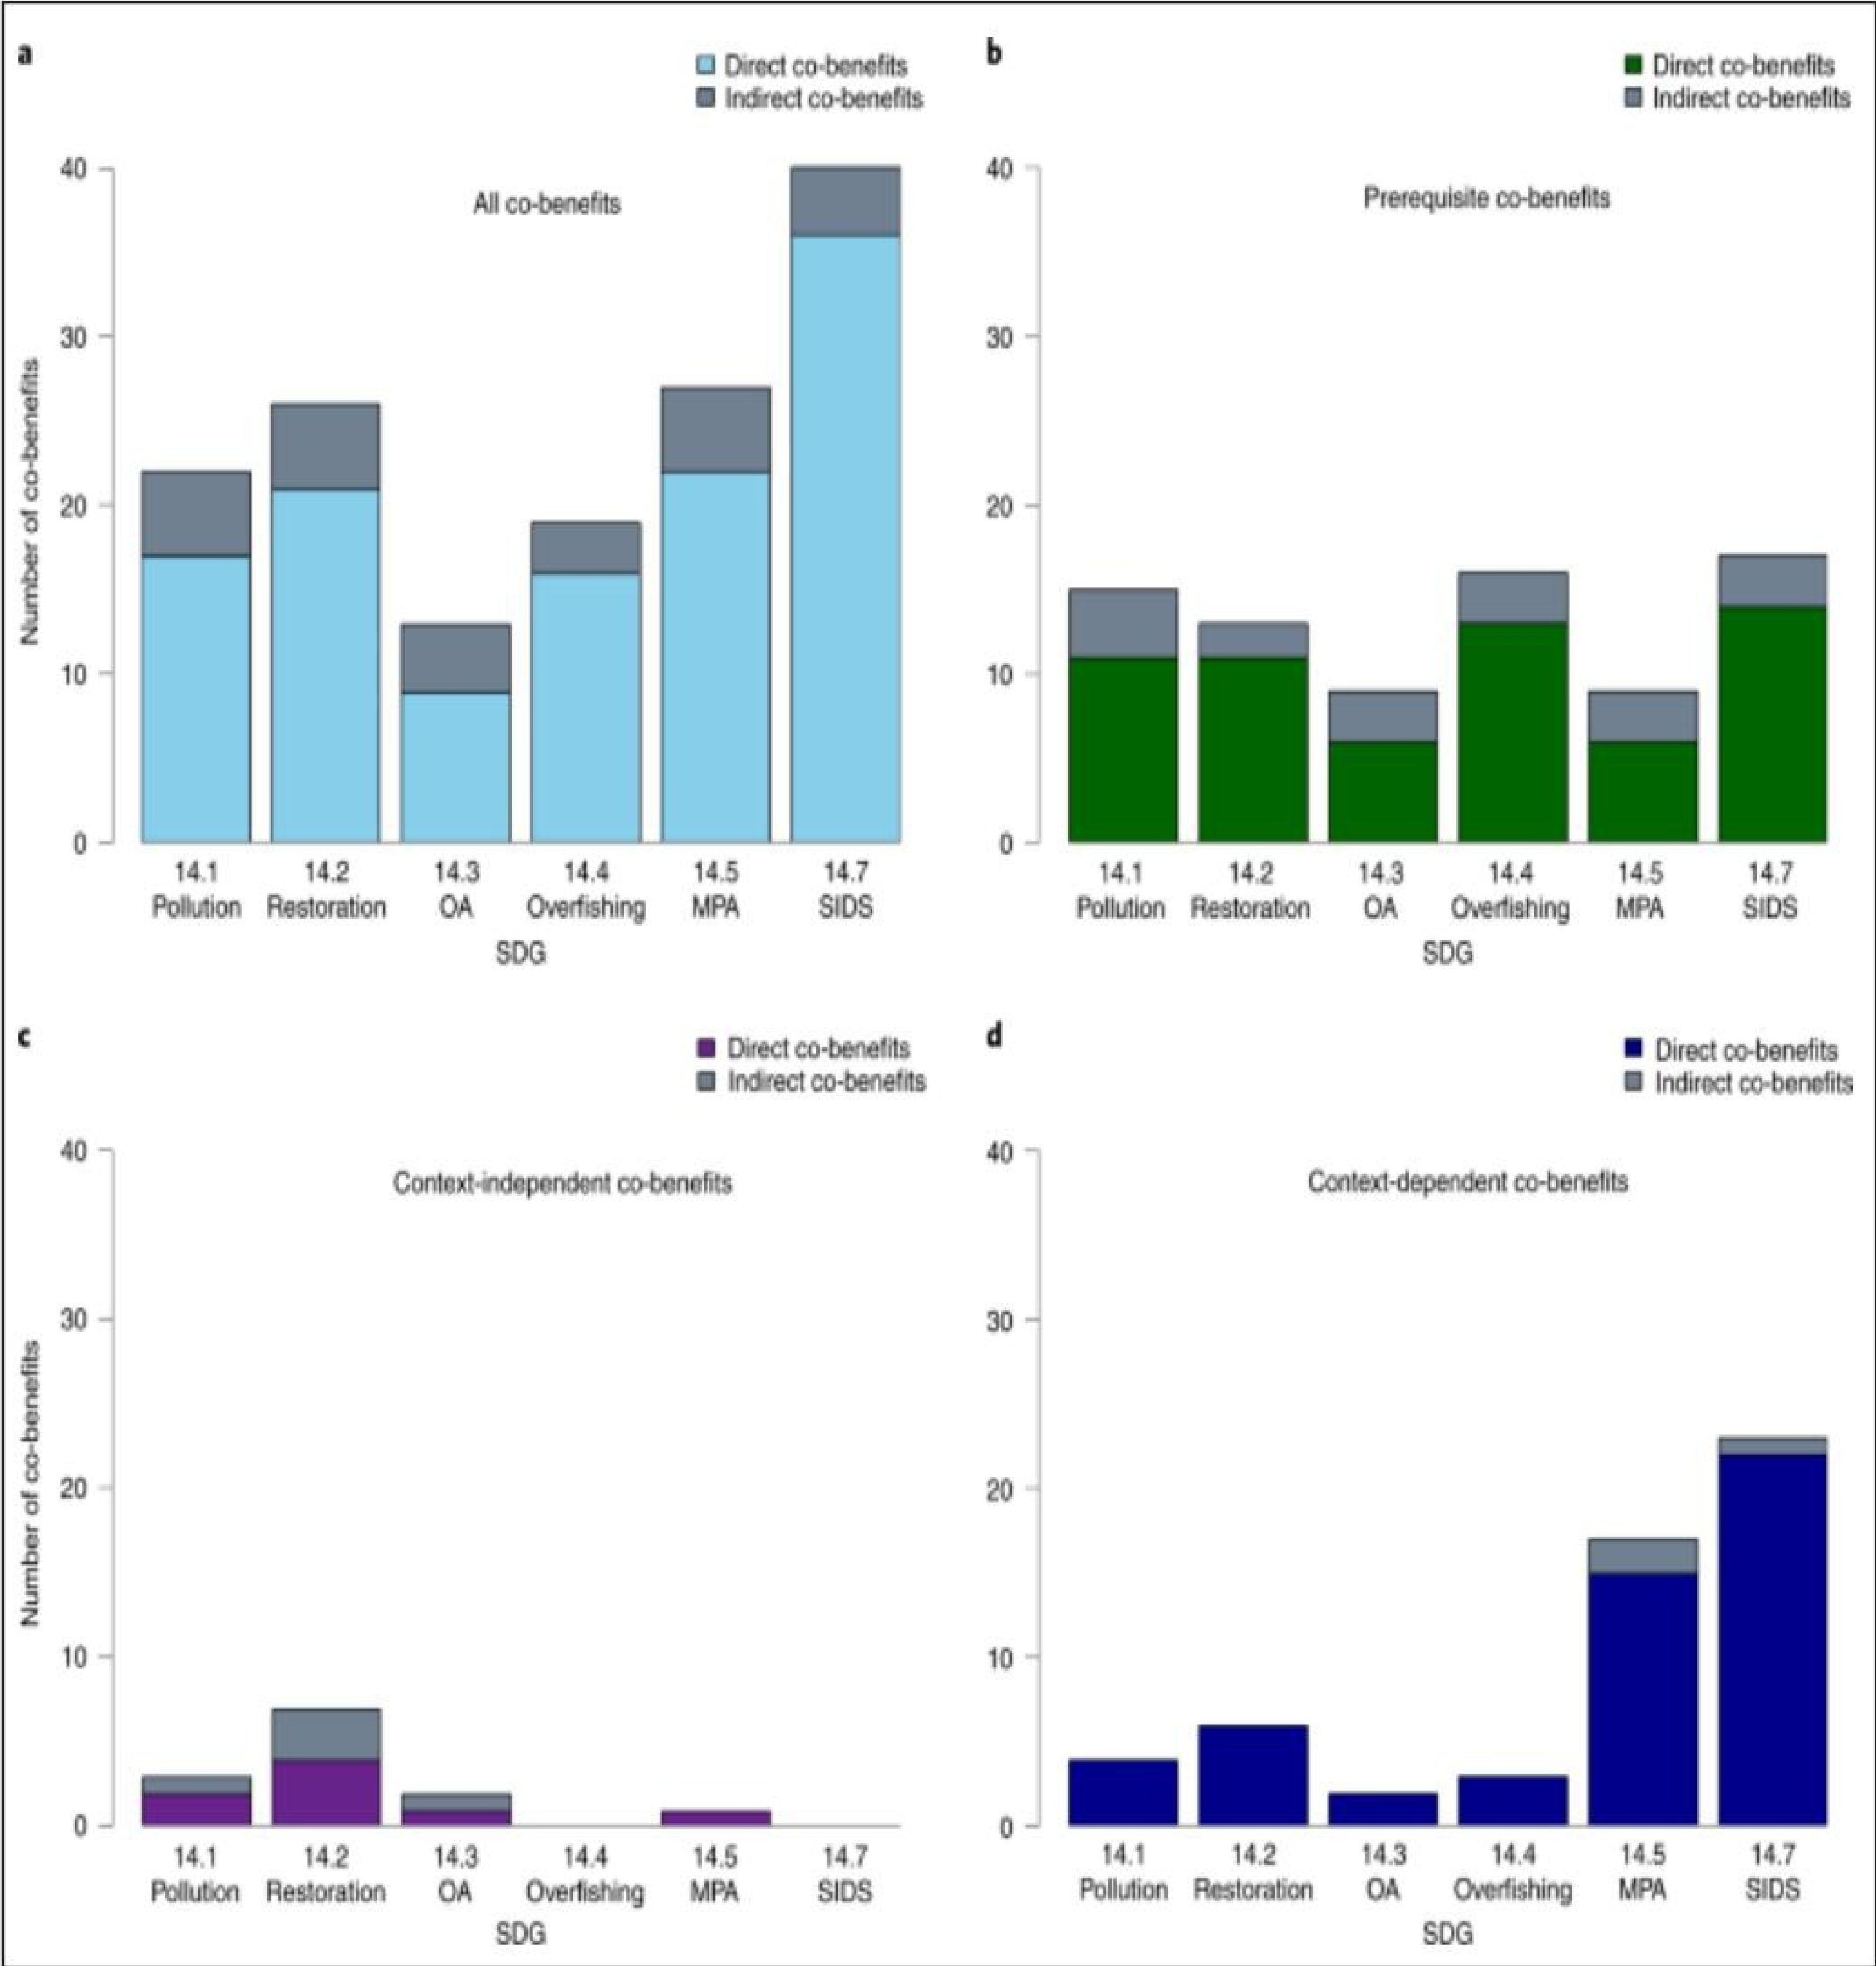 a
Direct co-benefits
Indirect co-benefits
All co-benefits
Number of co-benefits
40
30
20
10
0
14.1 14.2 14.3 14.4 14.5 14.7
Pollution Restoration OA Overfishing MPA SIDS
SDG
b
Direct co-benefits
Indirect co-benefits
Prerequisite co-benefits
40
30
20
10
0
14.1 14.2 14.3 14.4 14.5 14.7
Pollution Restoration OA Overfishing MPA SIDS
SDG
c
Direct co-benefits
Indirect co-benefits
Context-independent co-benefits
Number of co-benefits
40
30
20
10
0
14.1 14.2 14.3 14.4 14.5 14.7
Pollution Restoration OA Overfishing MPA SIDS
SDG
d
Direct co-benefits
Indirect co-benefits
Context-dependent co-benefits
40
30
20
10
0
14.1 14.2 14.3 14.4 14.5 14.7
Pollution Restoration OA Overfishing MPA SIDS
SDG